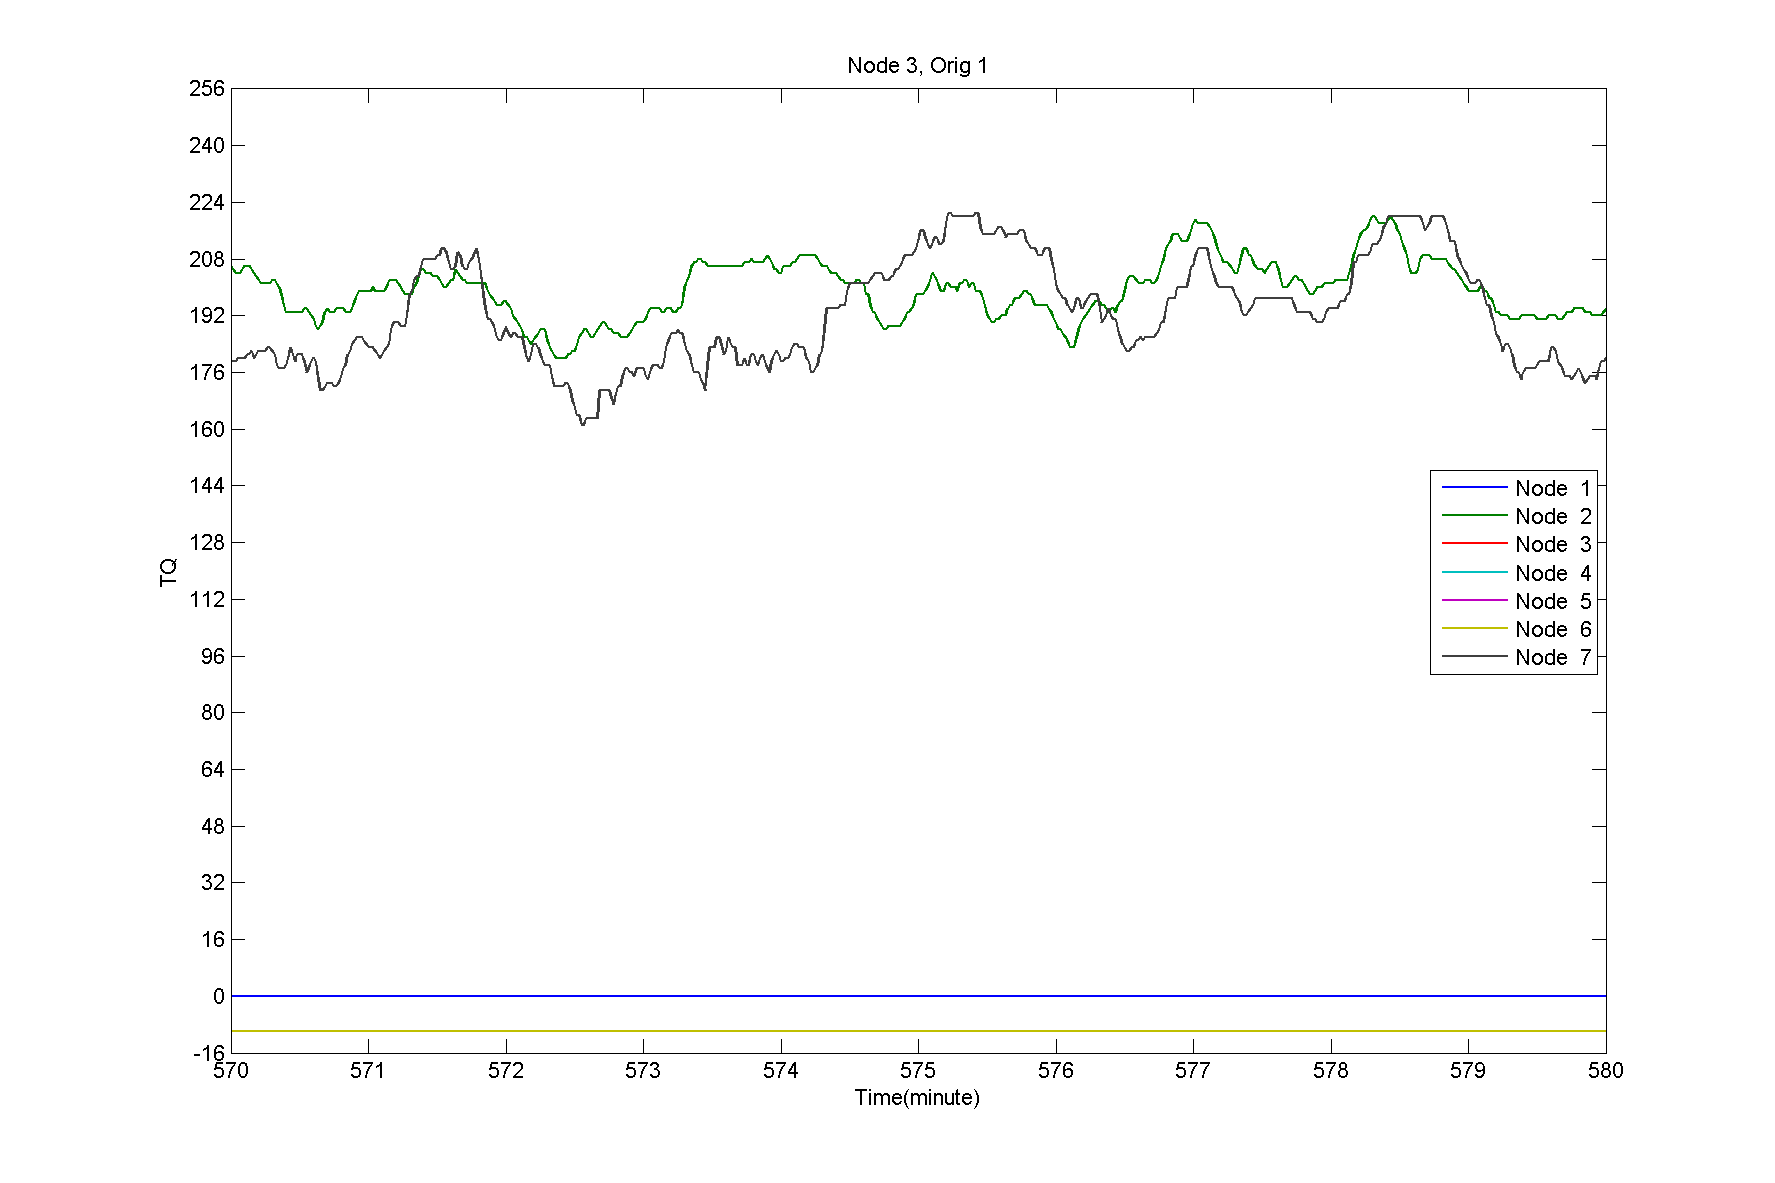 Node 3, Orig 1
256
240
224
208
192
176
160
144
128
112
96
80
64
48
32
16
0
-16
TQ
Node 1
Node 2
Node 3
Node 4
Node 5
Node 6
Node 7
570 571 572 573 574 575 576 577 578 579 580
Time(minute)